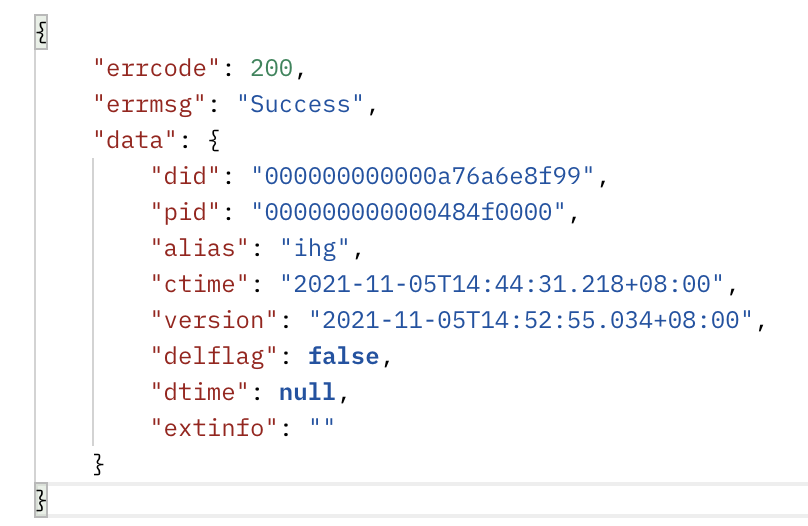 {
    "errcode": 200,
    "errmsg": "Success",
    "data": {
        "did": "000000000000a76a6e8f99",
        "pid": "000000000000484f0000",
        "alias": "ihg",
        "ctime": "2021-11-05T14:44:31.218+08:00",
        "version": "2021-11-05T14:52:55.034+08:00",
        "delflag": false,
        "dtime": null,
        "extinfo": ""
    }
}